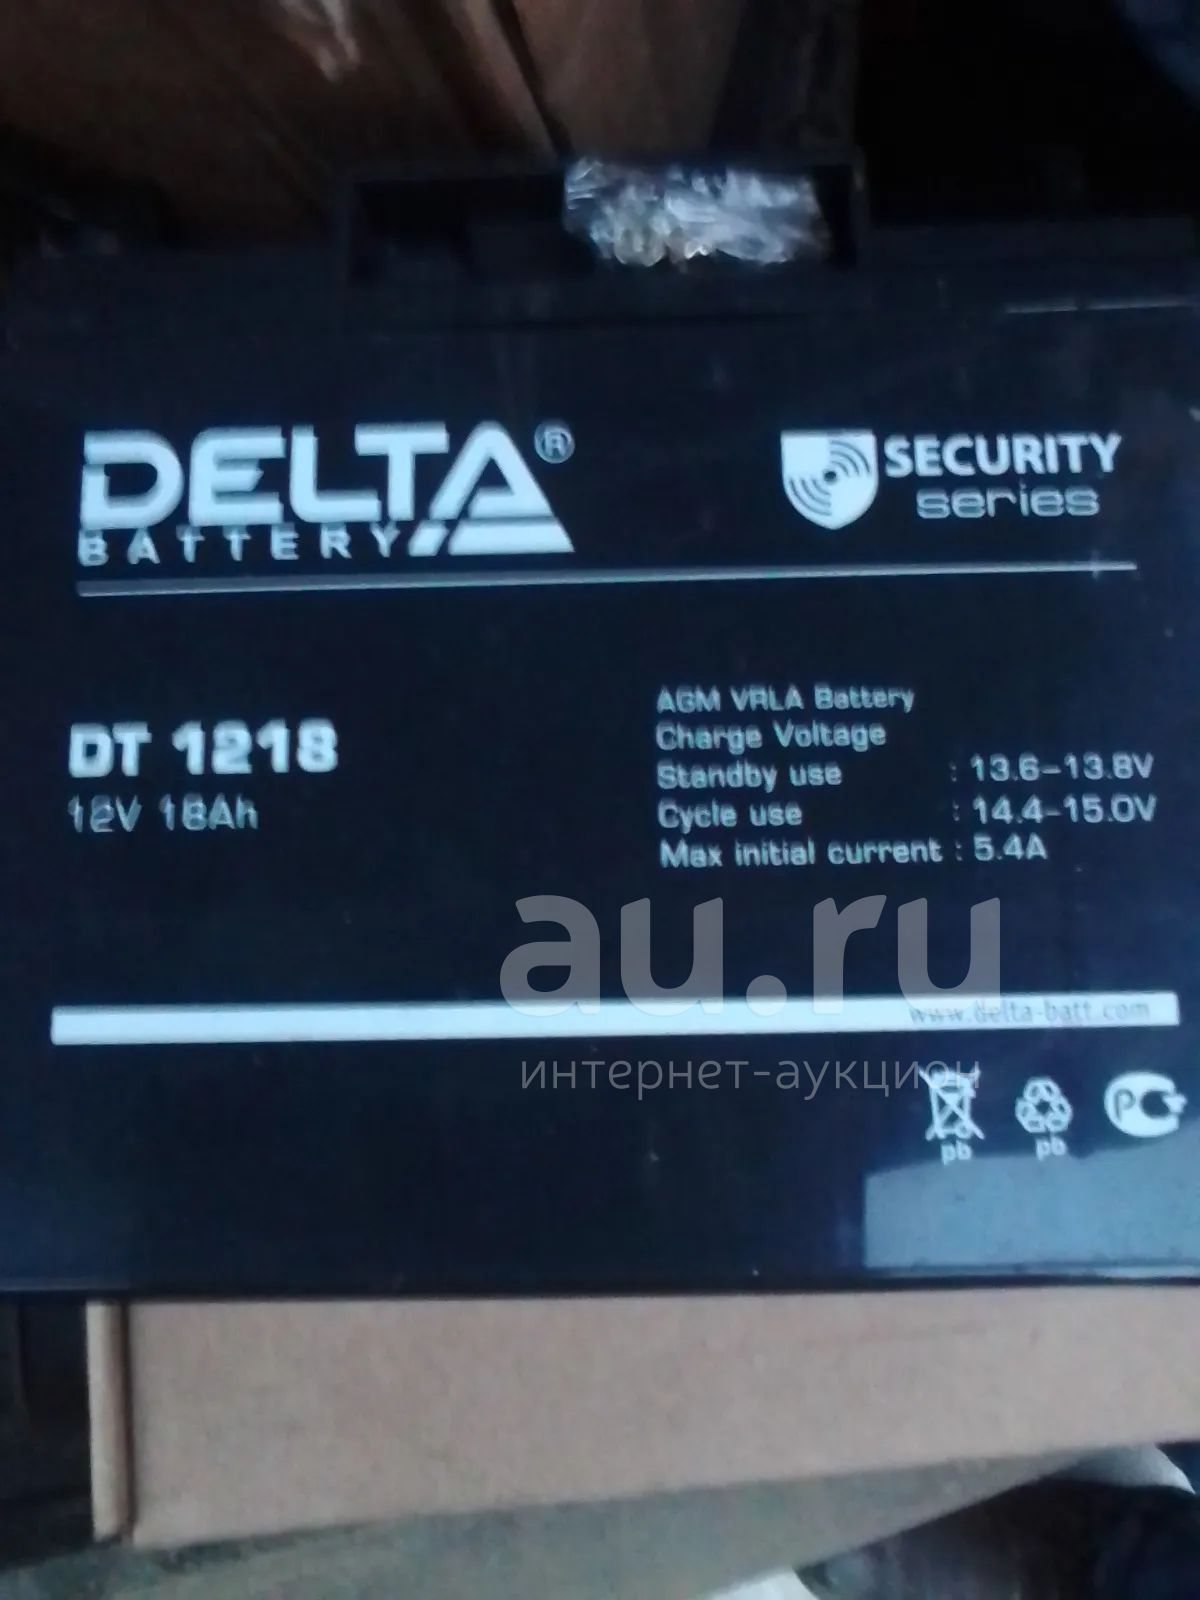 DELTA®
BATTERY
SECURITY
series
DT 1218
12V 18Ah
AGM VRLA Battery
Charge Voltage
Standby use : 13.6-13.8V
Cycle use : 14.4-15.0V
Max initial current : 5.4A
au.ru
www.delta-batt.com
интернет-аукцион
pb
pb
PC